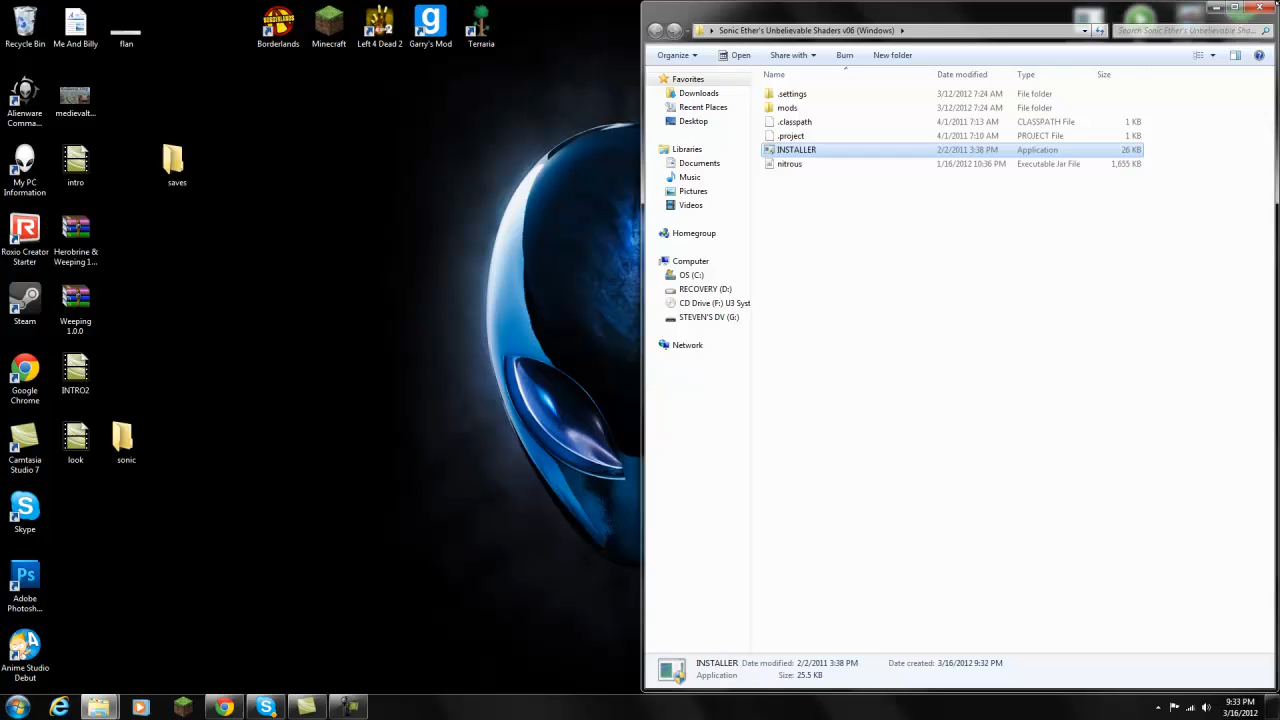 Recycle Bin
Me And Billy
flan
Borderlands
Minecraft
Left 4 Dead 2
Garry's Mod
Terraria
Alienware
Comma...
medievalt...
My PC
Information
intro
saves
Roxio Creator
Starter
Herobrine &
Weeping 1...
Steam
Weeping
1.0.0
Google
Chrome
INTRO2
Camtasia
Studio 7
look
sonic
Skype
Adobe
Photosh...
Anime Studio
Debut
Sonic Ether's Unbelievable Shaders v06 (Windows)
Search Sonic Ether's Unbelievable Sha...
Organize
Open
Share with
Burn
New folder
Name
Date modified
Type
Size
Favorites
Downloads
Recent Places
Desktop
Libraries
Documents
Music
Pictures
Videos
Homegroup
Computer
OS (C:)
RECOVERY (D:)
CD Drive (F:) U3 Syst
STEVEN'S DV (G:)
Network
.settings 3/12/2012 7:24 AM File folder
mods 3/12/2012 7:24 AM File folder
.classpath 4/1/2011 7:13 AM CLASSPATH File 1 KB
.project 4/1/2011 7:10 AM PROJECT File 1 KB
INSTALLER 2/2/2011 3:38 PM Application 26 KB
nitrous 1/16/2012 10:36 PM Executable Jar File 1,655 KB
INSTALLER Date modified: 2/2/2011 3:38 PM Date created: 3/16/2012 9:32 PM
Application Size: 25.5 KB
9:33 PM
3/16/2012